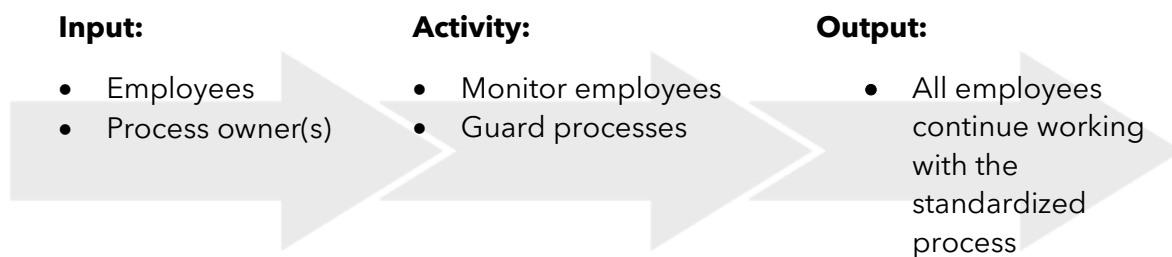 Input:
• Employees
• Process owner(s)
Activity:
• Monitor employees
• Guard processes
Output:
• All employees
continue working
with the
standardized
process